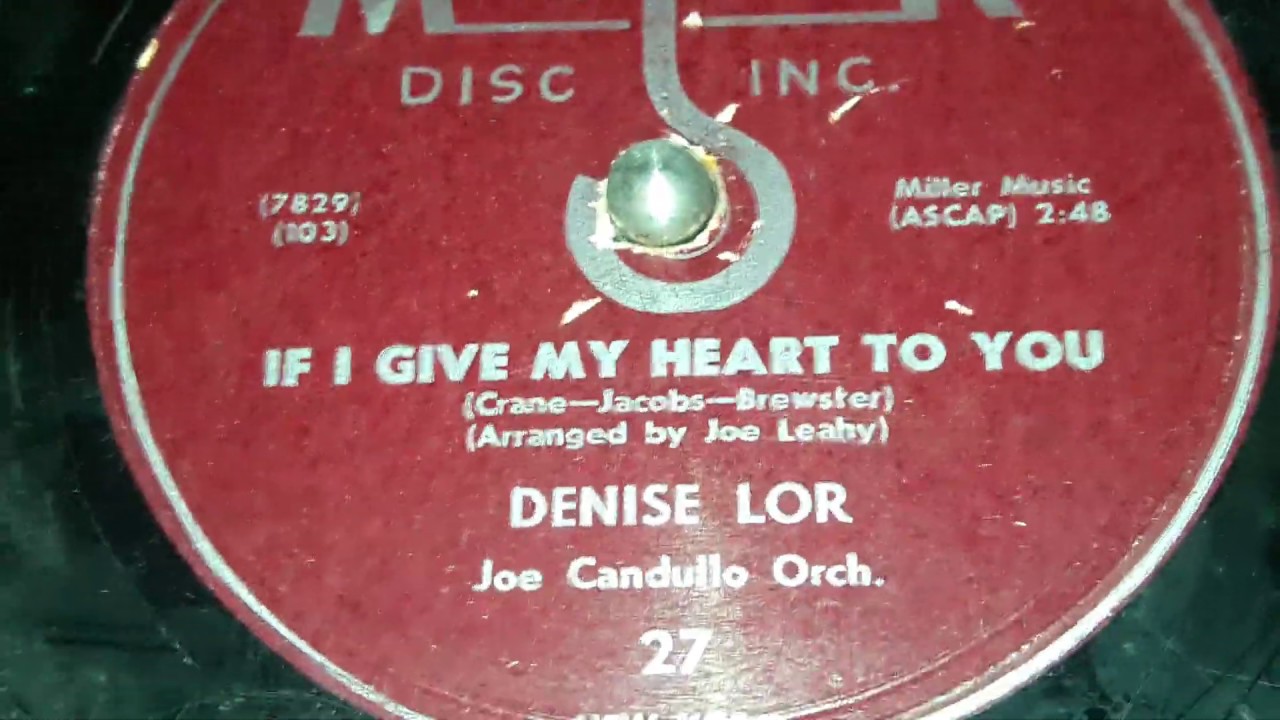 DISC INC.
(7829)
(103)
Miller Music
(ASCAP) 2:48
IF I GIVE MY HEART TO YOU
(Crane—Jacobs—Brewster)
(Arranged by Joe Leahy)
DENISE LOR
Joe Candullo Orch.
27